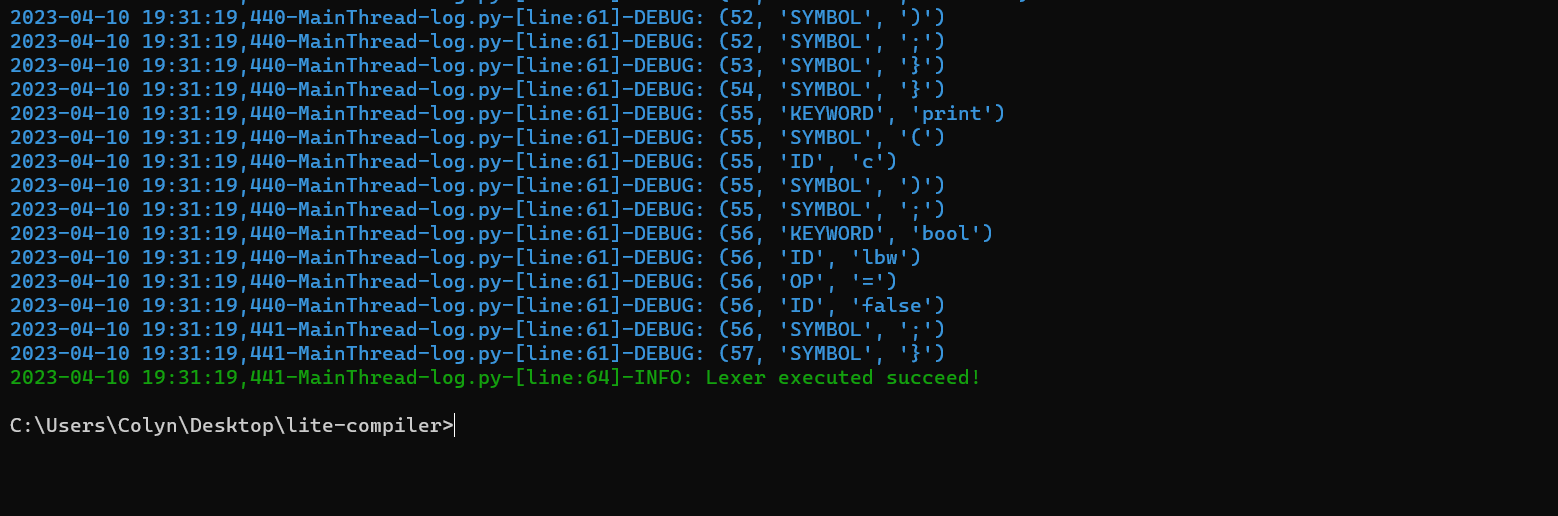 2023-04-10 19:31:19,440-MainThread-log.py-[line:61]-DEBUG: (52, 'SYMBOL', ')')
2023-04-10 19:31:19,440-MainThread-log.py-[line:61]-DEBUG: (52, 'SYMBOL', ';')
2023-04-10 19:31:19,440-MainThread-log.py-[line:61]-DEBUG: (53, 'SYMBOL', '}')
2023-04-10 19:31:19,440-MainThread-log.py-[line:61]-DEBUG: (54, 'SYMBOL', '}')
2023-04-10 19:31:19,440-MainThread-log.py-[line:61]-DEBUG: (55, 'KEYWORD', 'print')
2023-04-10 19:31:19,440-MainThread-log.py-[line:61]-DEBUG: (55, 'SYMBOL', '(')
2023-04-10 19:31:19,440-MainThread-log.py-[line:61]-DEBUG: (55, 'ID', 'c')
2023-04-10 19:31:19,440-MainThread-log.py-[line:61]-DEBUG: (55, 'SYMBOL', ')')
2023-04-10 19:31:19,440-MainThread-log.py-[line:61]-DEBUG: (55, 'SYMBOL', ';')
2023-04-10 19:31:19,440-MainThread-log.py-[line:61]-DEBUG: (56, 'KEYWORD', 'bool')
2023-04-10 19:31:19,440-MainThread-log.py-[line:61]-DEBUG: (56, 'ID', 'lbw')
2023-04-10 19:31:19,440-MainThread-log.py-[line:61]-DEBUG: (56, 'OP', '=')
2023-04-10 19:31:19,440-MainThread-log.py-[line:61]-DEBUG: (56, 'ID', 'false')
2023-04-10 19:31:19,441-MainThread-log.py-[line:61]-DEBUG: (56, 'SYMBOL', ';')
2023-04-10 19:31:19,441-MainThread-log.py-[line:61]-DEBUG: (57, 'SYMBOL', '}')
2023-04-10 19:31:19,441-MainThread-log.py-[line:64]-INFO: Lexer executed succeed!
C:\Users\Colyn\Desktop\lite-compiler>